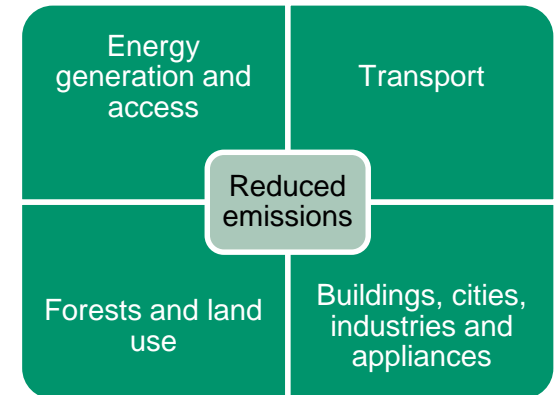 Energy
generation and
access
Transport
Reduced
emissions
Forests and land
use
Buildings, cities,
industries and
appliances